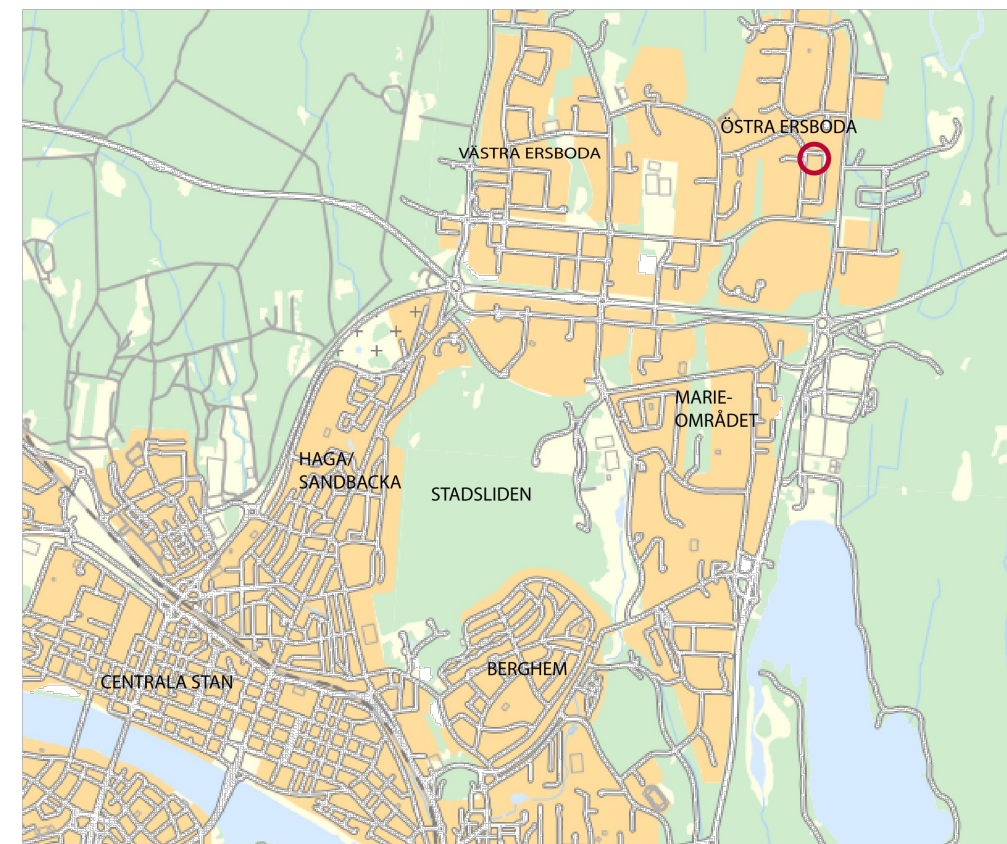 ÖSTRA ERSBODA
VÄSTRA ERSBODA
MARIE-
OMRÅDET
HAGA/
SANDBACKA
STADSLIDEN
BERGHEM
CENTRALA STAN